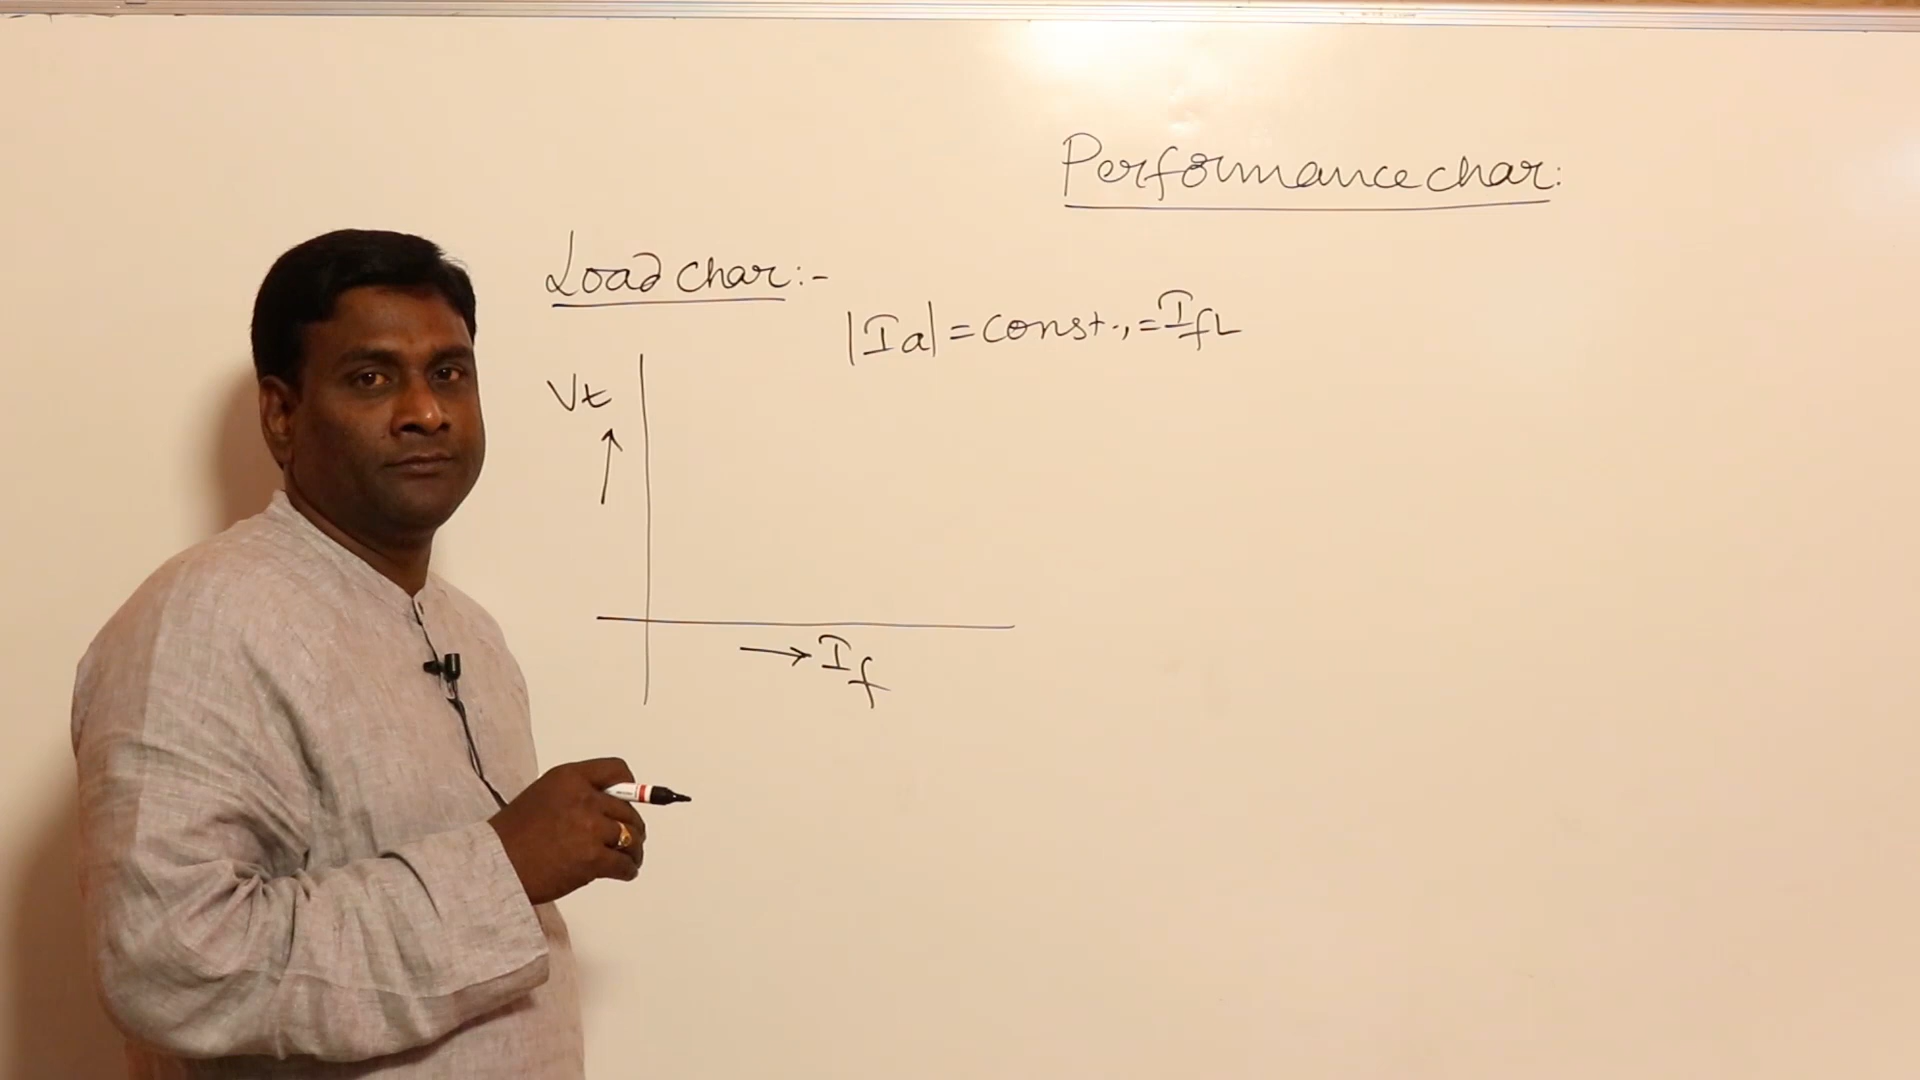 Performance char:
Load char:-
|Ia| = const., = IfL
Vt
→ If